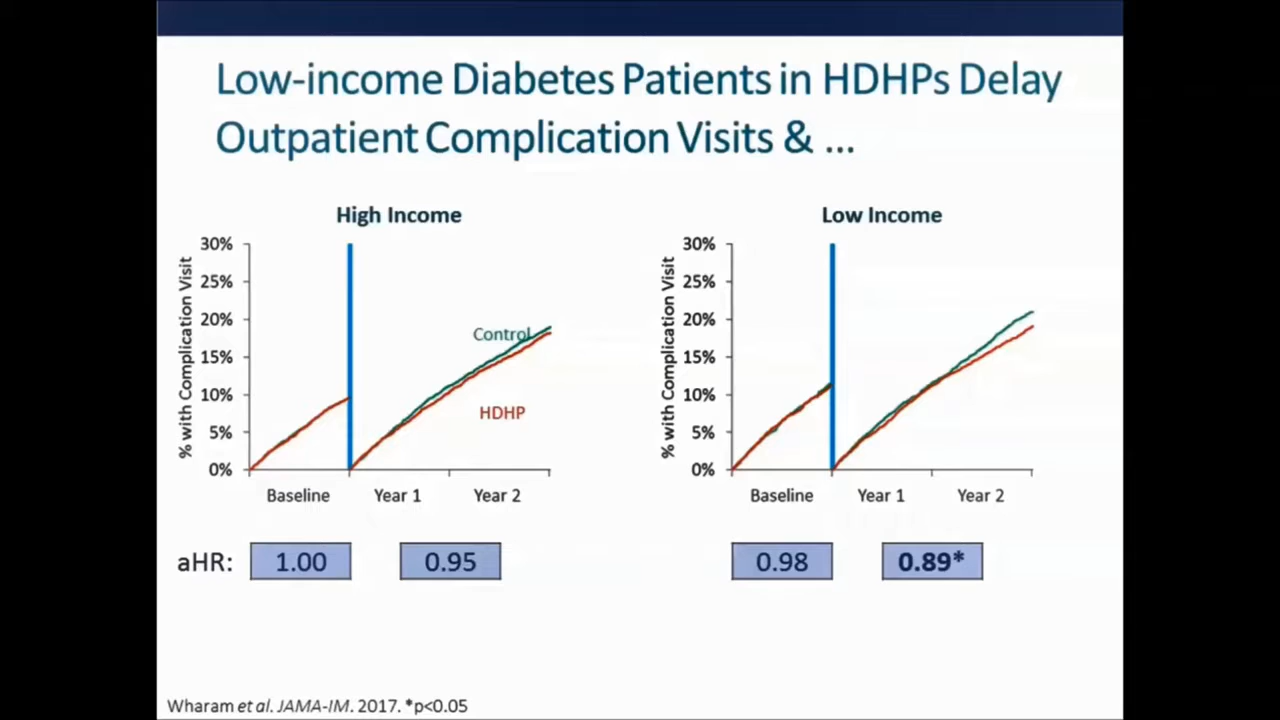 Low-income Diabetes Patients in HDHPs Delay
Outpatient Complication Visits & ...
High Income
% with Complication Visit
30%
25%
20%
15%
10%
5%
0%
Control
HDHP
Baseline
Year 1
Year 2
Low Income
% with Complication Visit
30%
25%
20%
15%
10%
5%
0%
Baseline
Year 1
Year 2
aHR: 1.00 0.95 0.98 0.89*
Wharam et al. JAMA-IM. 2017. *p<0.05